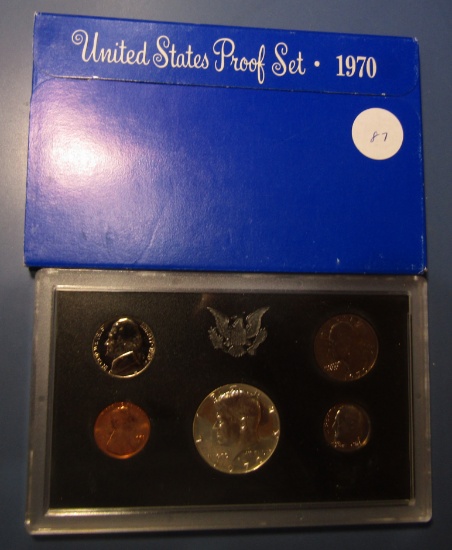 United States Proof Set • 1970
87